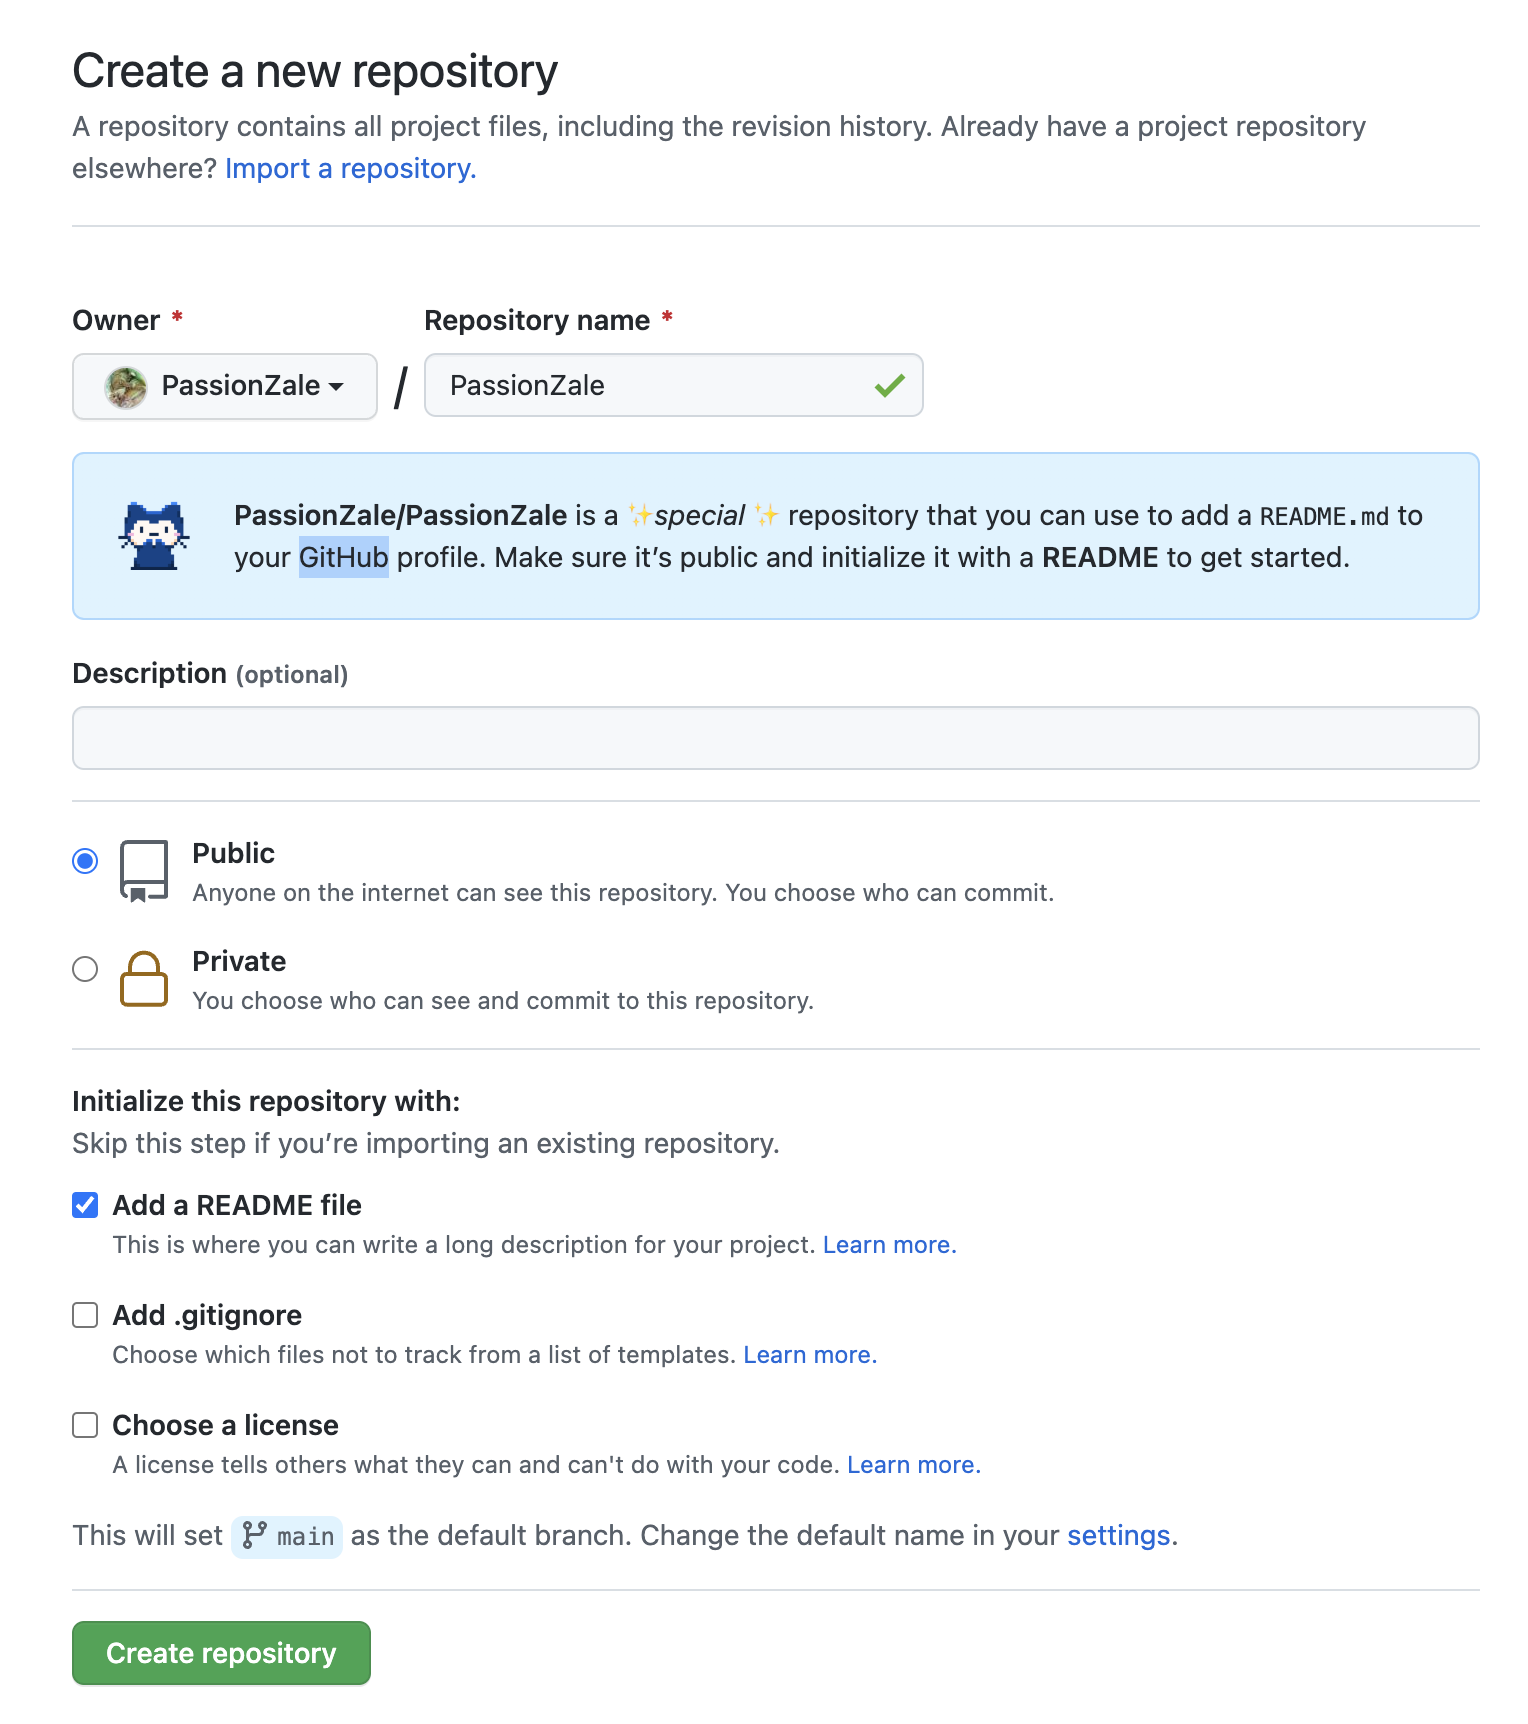 Create a new repository
A repository contains all project files, including the revision history. Already have a project repository
elsewhere? Import a repository.
Owner *
Repository name *
PassionZale
/
PassionZale
PassionZale/PassionZale is a ✨special ✨ repository that you can use to add a README.md to
your GitHub profile. Make sure it’s public and initialize it with a README to get started.
Description (optional)
Public
Anyone on the internet can see this repository. You choose who can commit.
Private
You choose who can see and commit to this repository.
Initialize this repository with:
Skip this step if you’re importing an existing repository.
Add a README file
This is where you can write a long description for your project. Learn more.
Add .gitignore
Choose which files not to track from a list of templates. Learn more.
Choose a license
A license tells others what they can and can't do with your code. Learn more.
This will set main as the default branch. Change the default name in your settings.
Create repository